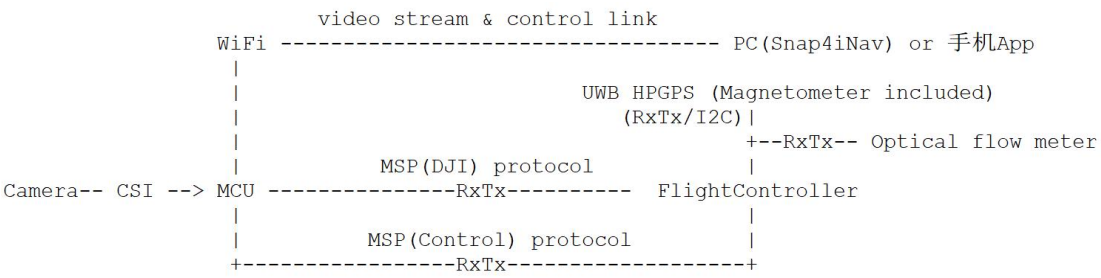 video stream & control link
WiFi ----------------------------------- PC(Snap4iNav) or 手机App
|
| UWB HPGPS (Magnetometer included)
| (RxTx/I2C)|
| +--RxTx-- Optical flow meter
| MSP(DJI) protocol |
Camera-- CSI --> MCU ---------------RxTx---------- FlightController
| |
| MSP(Control) protocol |
+-----------------RxTx-------------------+